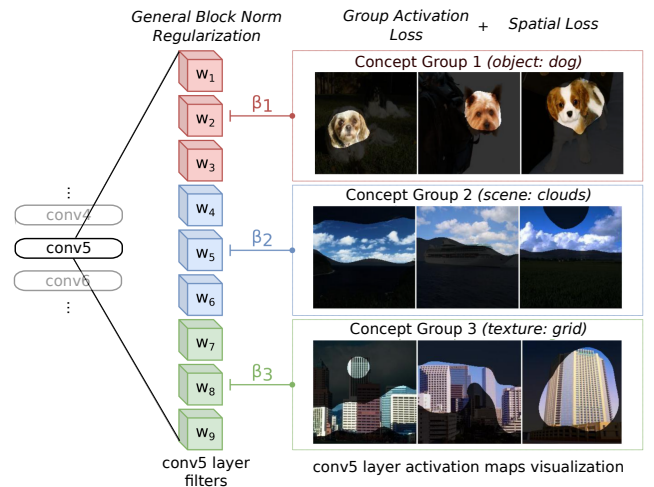 General Block Norm
Regularization
Group Activation
Loss
+
Spatial Loss
w1
w2
w3
w4
w5
w6
w7
w8
w9
β1
β2
β3
⋮
conv4
conv5
conv6
⋮
Concept Group 1 (object: dog)
Concept Group 2 (scene: clouds)
Concept Group 3 (texture: grid)
conv5 layer
filters
conv5 layer activation maps visualization